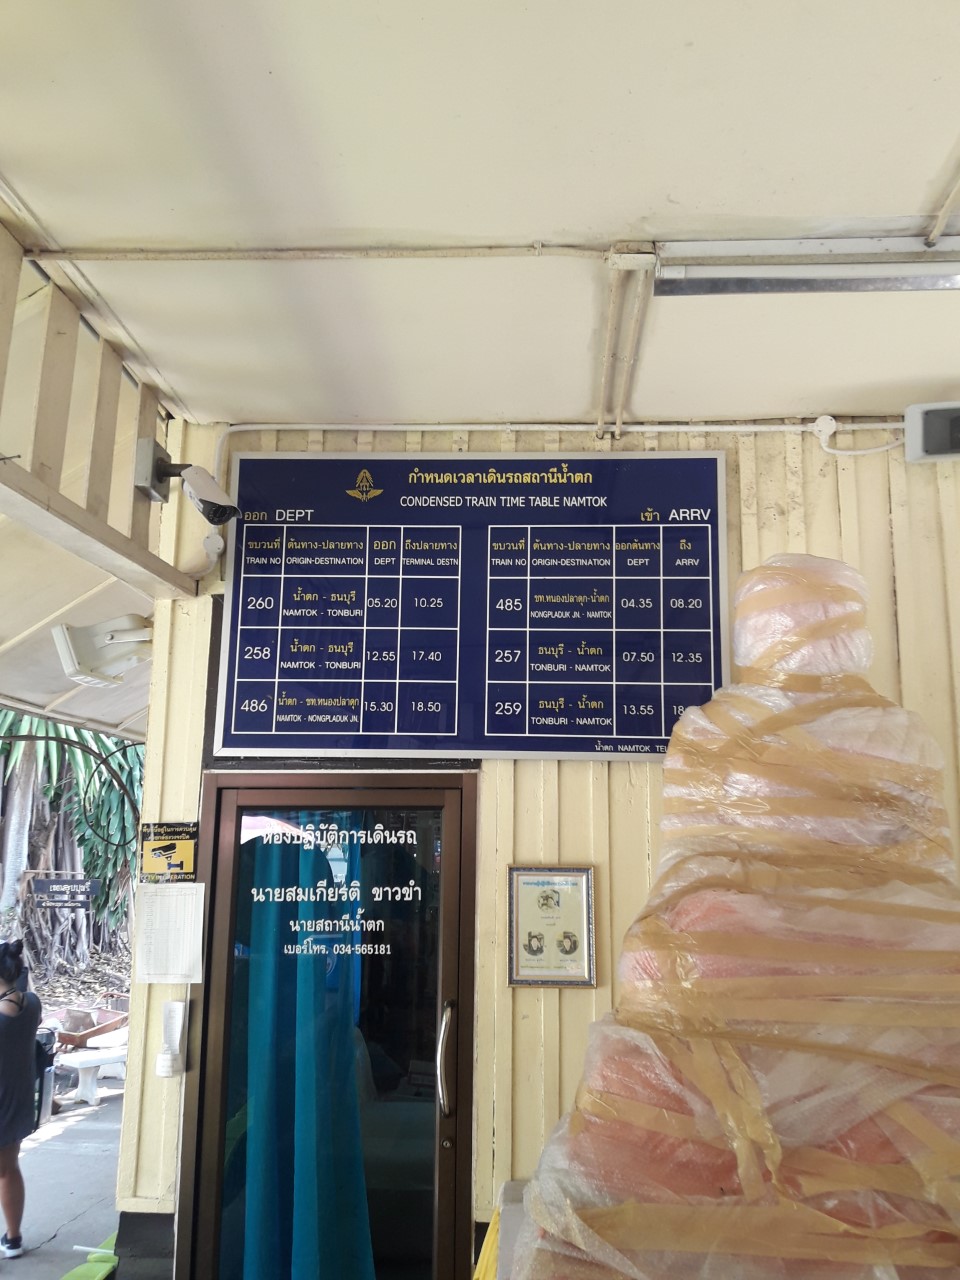 กำหนดเวลาเดินรถสถานีน้ำตก
CONDENSED TRAIN TIME TABLE NAMTOK
ออก DEPT
ขบวนที่ ต้นทาง-ปลายทาง ออก ถึงปลายทาง
TRAIN NO ORIGIN-DESTINATION DEPT TERMINAL DESTN
260 น้ำตก - ธนบุรี 05.20 10.25
NAMTOK - TONBURI
258 น้ำตก - ธนบุรี 12.55 17.40
NAMTOK - TONBURI
486 น้ำตก - ชท.หนองปลาดุก 15.30 18.50
NAMTOK - NONGPLADUK JN.
เข้า ARRV
ขบวนที่ ต้นทาง-ปลายทาง ออกต้นทาง ถึง
TRAIN NO ORIGIN-DESTINATION DEPT ARRV
485 ชท.หนองปลาดุก-น้ำตก 04.35 08.20
NONGPLADUK JN. - NAMTOK
257 ธนบุรี - น้ำตก 07.50 12.35
TONBURI - NAMTOK
259 ธนบุรี - น้ำตก 13.55 18
TONBURI - NAMTOK
น้ำตก NAMTOK TEL
ห้องปฏิบัติการเดินรถ
นายสมเกียรติ ขาวขำ
นายสถานีน้ำตก
เบอร์โทร. 034-565181